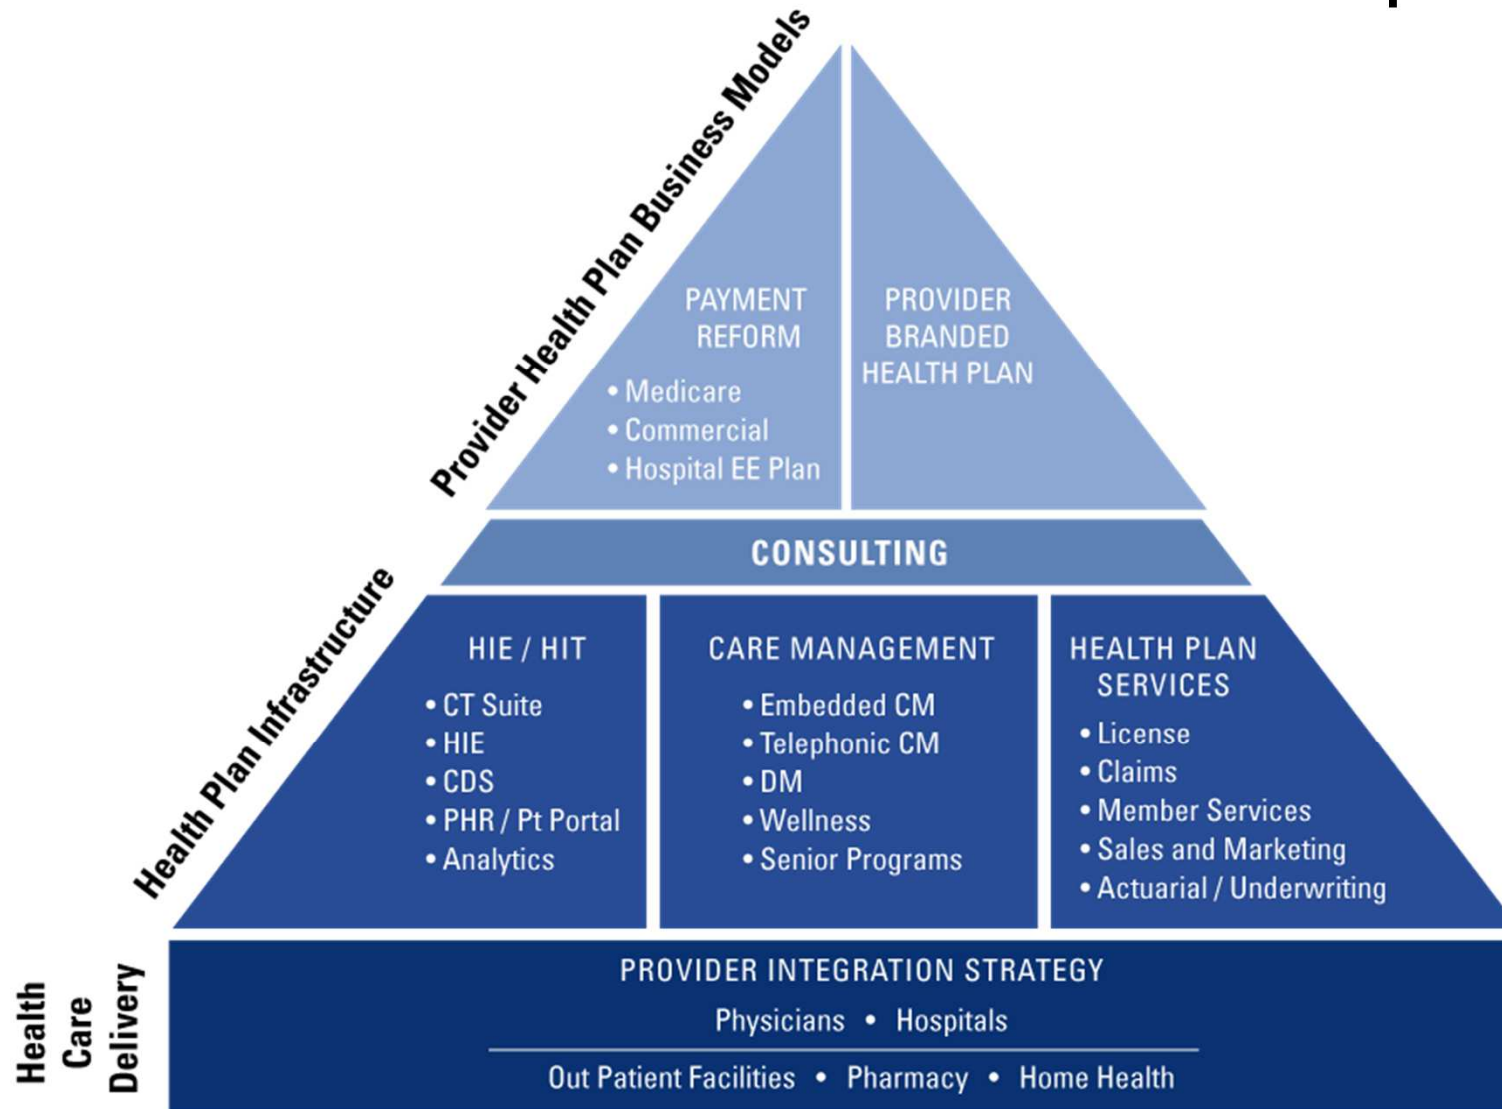 Provider Health Plan Business Models
PAYMENT
REFORM
• Medicare
• Commercial
• Hospital EE Plan
PROVIDER
BRANDED
HEALTH PLAN
CONSULTING
Health Plan Infrastructure
HIE / HIT
• CT Suite
• HIE
• CDS
• PHR / Pt Portal
• Analytics
CARE MANAGEMENT
• Embedded CM
• Telephonic CM
• DM
• Wellness
• Senior Programs
HEALTH PLAN
SERVICES
• License
• Claims
• Member Services
• Sales and Marketing
• Actuarial / Underwriting
Health
Care
Delivery
PROVIDER INTEGRATION STRATEGY
Physicians • Hospitals
Out Patient Facilities • Pharmacy • Home Health